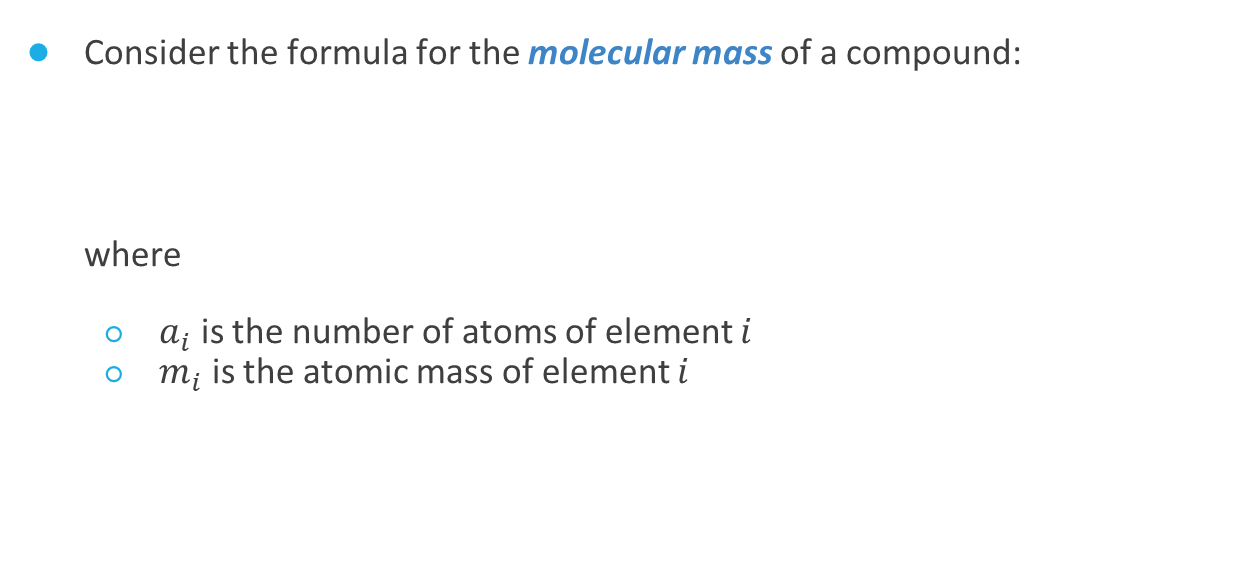 Consider the formula for the molecular mass of a compound:
where
𝑎ᵢ is the number of atoms of element 𝑖
𝑚ᵢ is the atomic mass of element 𝑖